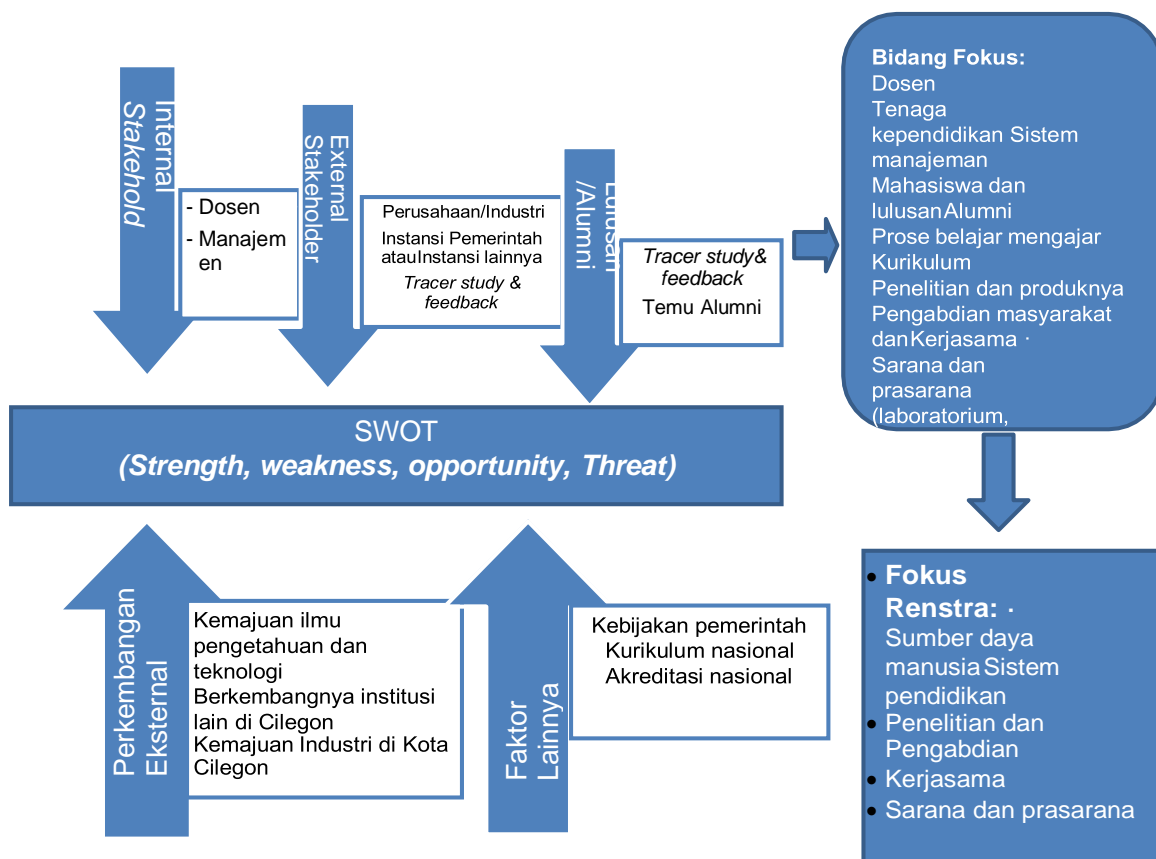 Internal
Stakehold
- Dosen
- Manajem
en
External
Stakeholder
Perusahaan/Industri
Instansi Pemerintah
atauInstansi lainnya
Tracer study &
feedback
Lulusan
/Alumni
Tracer study&
feedback
Temu Alumni
Bidang Fokus:
Dosen
Tenaga
kependidikan Sistem
manajeman
Mahasiswa dan
lulusanAlumni
Prose belajar mengajar
Kurikulum
Penelitian dan produknya
Pengabdian masyarakat
danKerjasama ·
Sarana dan
prasarana
(laboratorium,
SWOT
(Strength, weakness, opportunity, Threat)
Perkembangan
Eksternal
Kemajuan ilmu
pengetahuan dan
teknologi
Berkembangnya institusi
lain di Cilegon
Kemajuan Industri di Kota
Cilegon
Faktor
Lainnya
Kebijakan pemerintah
Kurikulum nasional
Akreditasi nasional
• Fokus
Renstra: ·
Sumber daya
manusiaSistem
pendidikan
• Penelitian dan
Pengabdian
• Kerjasama
• Sarana dan prasarana